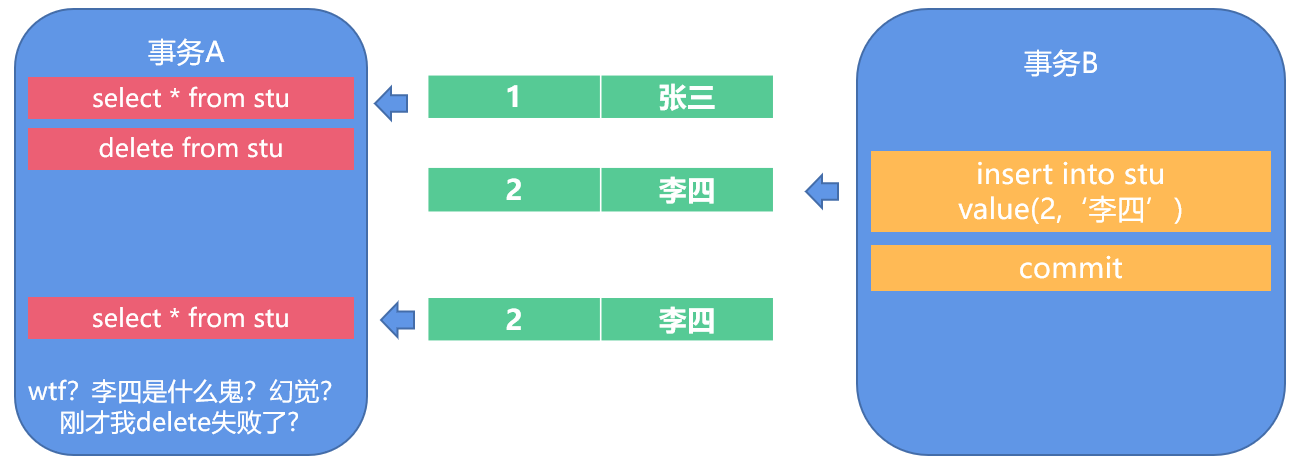 事务A
select * from stu
delete from stu
select * from stu
wtf？李四是什么鬼？幻觉？
刚才我delete失败了？
1 张三
2 李四
2 李四
事务B
insert into stu
value(2,‘李四’)
commit